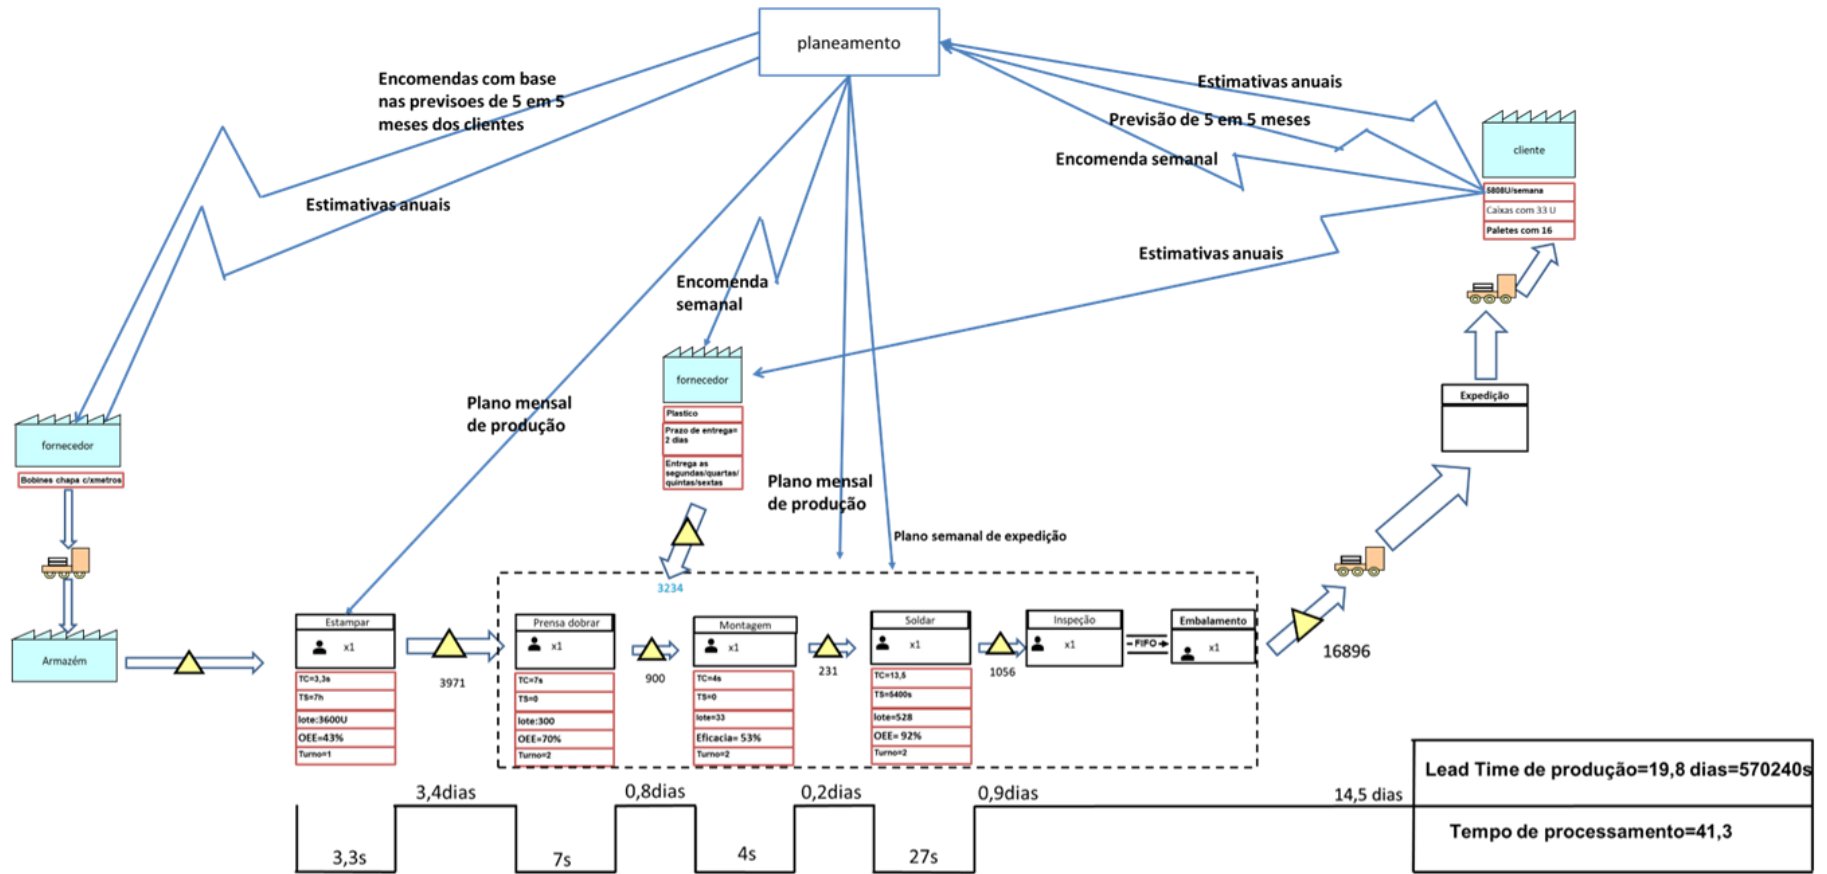 planeamento
Encomendas com base
nas previsoes de 5 em 5
meses dos clientes
Estimativas anuais
Estimativas anuais
Previsão de 5 em 5 meses
Encomenda semanal
Estimativas anuais
cliente
5808U/semana
Caixas com 33 U
Paletes com 16
Encomenda
semanal
fornecedor
Plastico
Prazo de entrega=
2 dias
Entrega as
segundas/quartas/
quintas/sextas
Plano mensal
de produção
Plano mensal
de produção
Plano semanal de expedição
Expedição
fornecedor
Bobines chapa c/xmetros
Armazém
3234
Estampar
x1
TC=3,3s
TS=7h
lote:3600U
OEE=43%
Turno=1
3971
Prensa dobrar
x1
TC=7s
TS=0
lote:300
OEE=70%
Turno=2
900
Montagem
x1
TC=4s
TS=0
lote=33
Eficacia= 53%
Turno=2
231
Soldar
x1
TC=13,5
TS=5400s
lote=528
OEE= 92%
Turno=2
1056
Inspeção
x1
FIFO
Embalamento
x1
16896
3,4dias
0,8dias
0,2dias
0,9dias
14,5 dias
3,3s
7s
4s
27s
Lead Time de produção=19,8 dias=570240s
Tempo de processamento=41,3